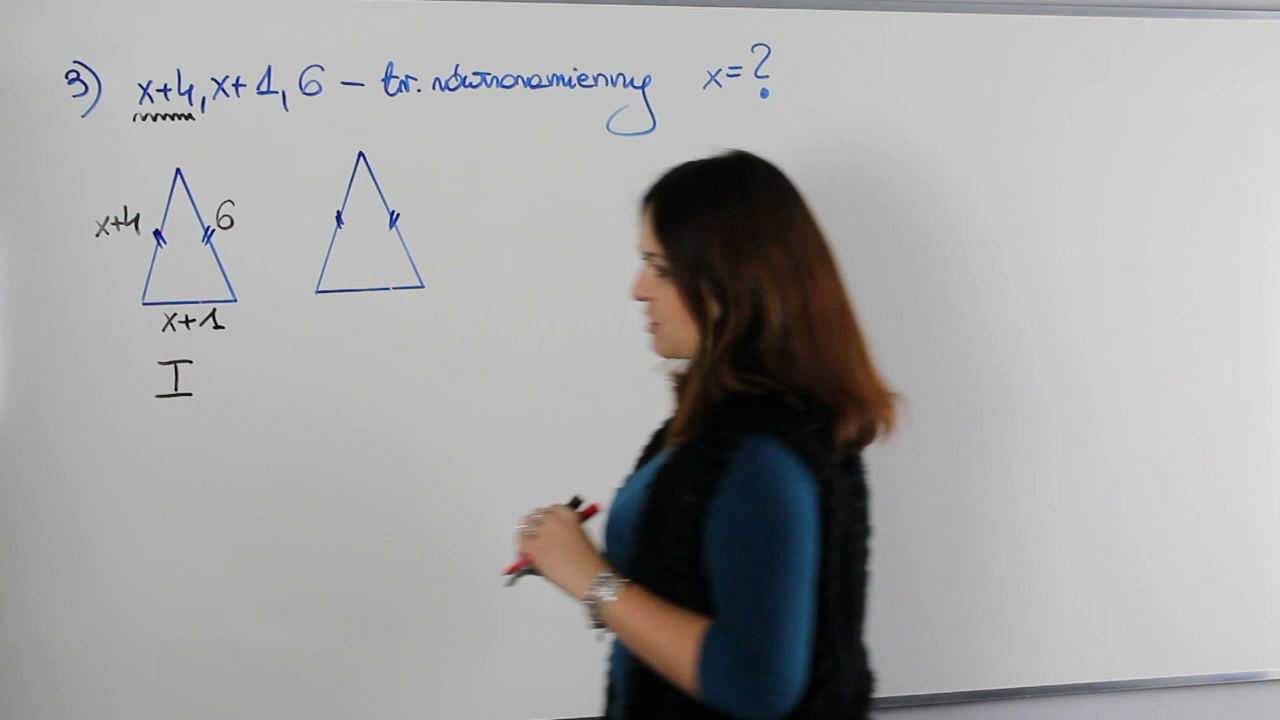 3) x+4, x+1, 6 – tr. równoramienny x=?
x+4 6
x+1
I